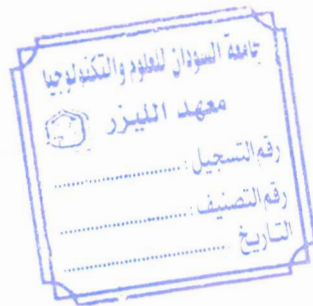 جامعة السودان للعلوم والتكنولوجيا
معهد الليزر
رقم التسجيل :....................
رقم التصنيف :....................
التاريخ :....................